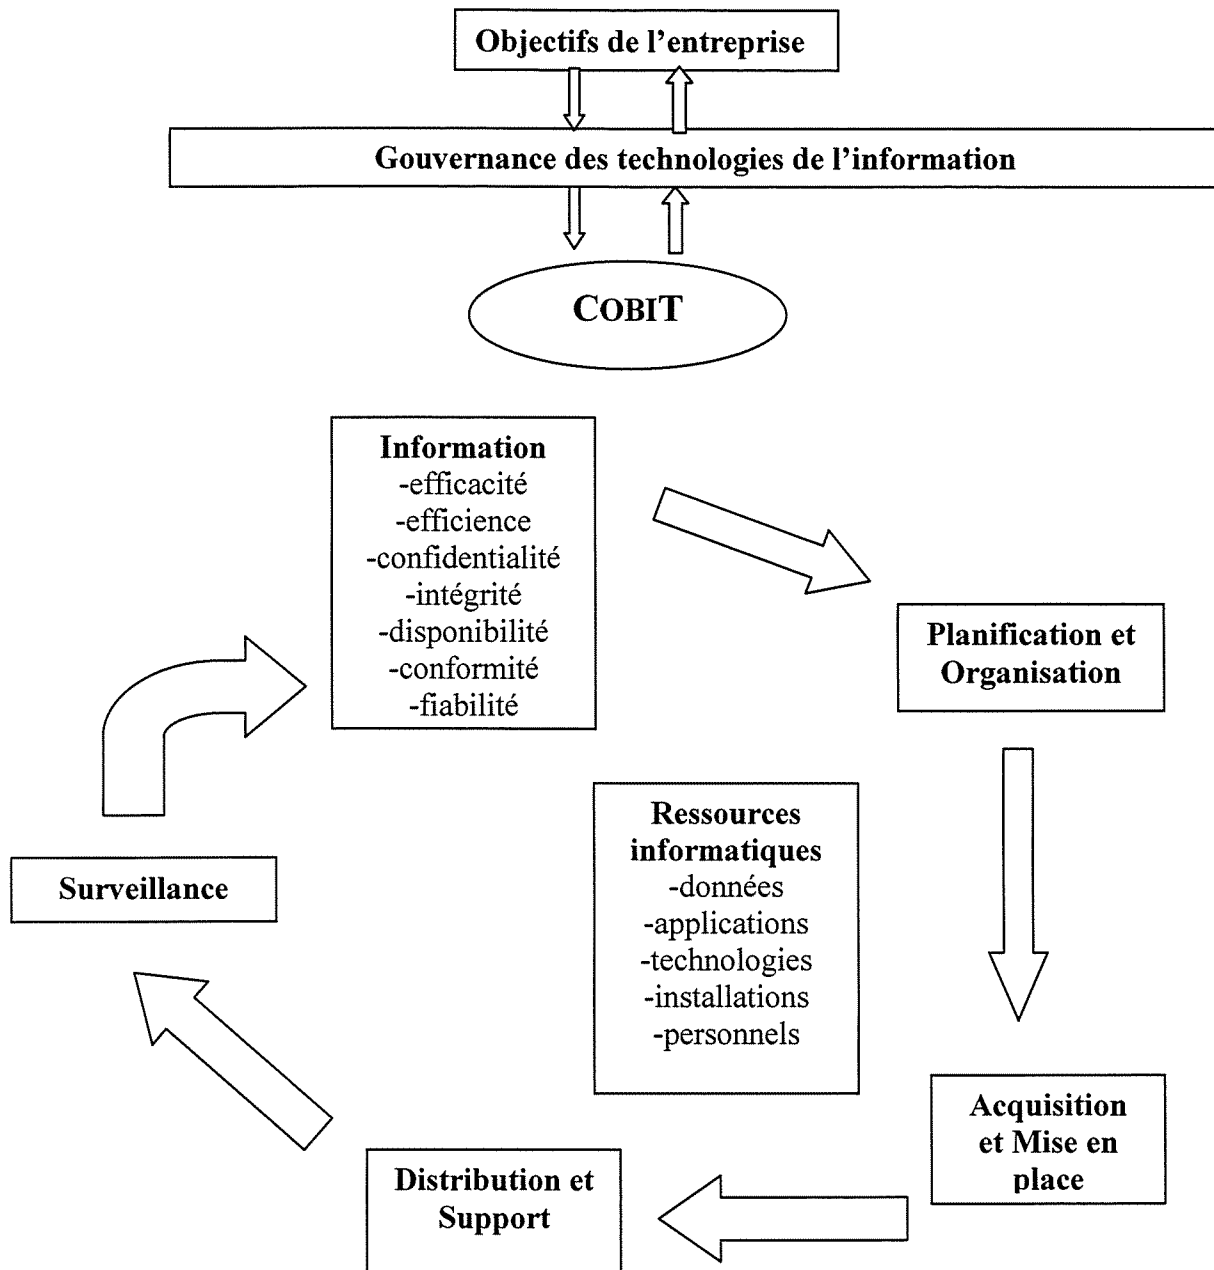 Objectifs de l'entreprise
Gouvernance des technologies de l'information
COBIT
Information
-efficacité
-efficience
-confidentialité
-intégrité
-disponibilité
-conformité
-fiabilité
Planification et
Organisation
Ressources
informatiques
-données
-applications
-technologies
-installations
-personnels
Surveillance
Acquisition
et Mise en
place
Distribution et
Support